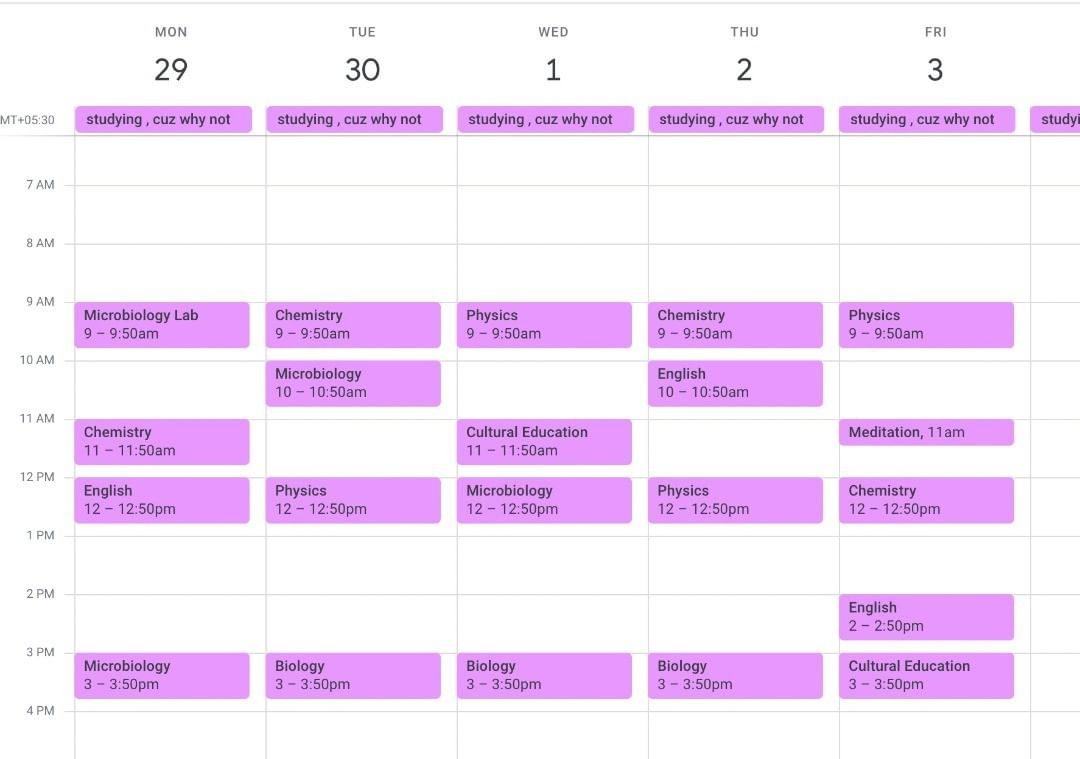 MON
TUE
WED
THU
FRI
29
30
1
2
3
MT+05:30
studying , cuz why not
studying , cuz why not
studying , cuz why not
studying , cuz why not
studying , cuz why not
studyi
7 AM
8 AM
9 AM
Microbiology Lab
9 – 9:50am
Chemistry
9 – 9:50am
Physics
9 – 9:50am
Chemistry
9 – 9:50am
Physics
9 – 9:50am
10 AM
Microbiology
10 – 10:50am
English
10 – 10:50am
11 AM
Chemistry
11 – 11:50am
Cultural Education
11 – 11:50am
Meditation, 11am
12 PM
English
12 – 12:50pm
Physics
12 – 12:50pm
Microbiology
12 – 12:50pm
Physics
12 – 12:50pm
Chemistry
12 – 12:50pm
1 PM
2 PM
English
2 – 2:50pm
3 PM
Microbiology
3 – 3:50pm
Biology
3 – 3:50pm
Biology
3 – 3:50pm
Biology
3 – 3:50pm
Cultural Education
3 – 3:50pm
4 PM